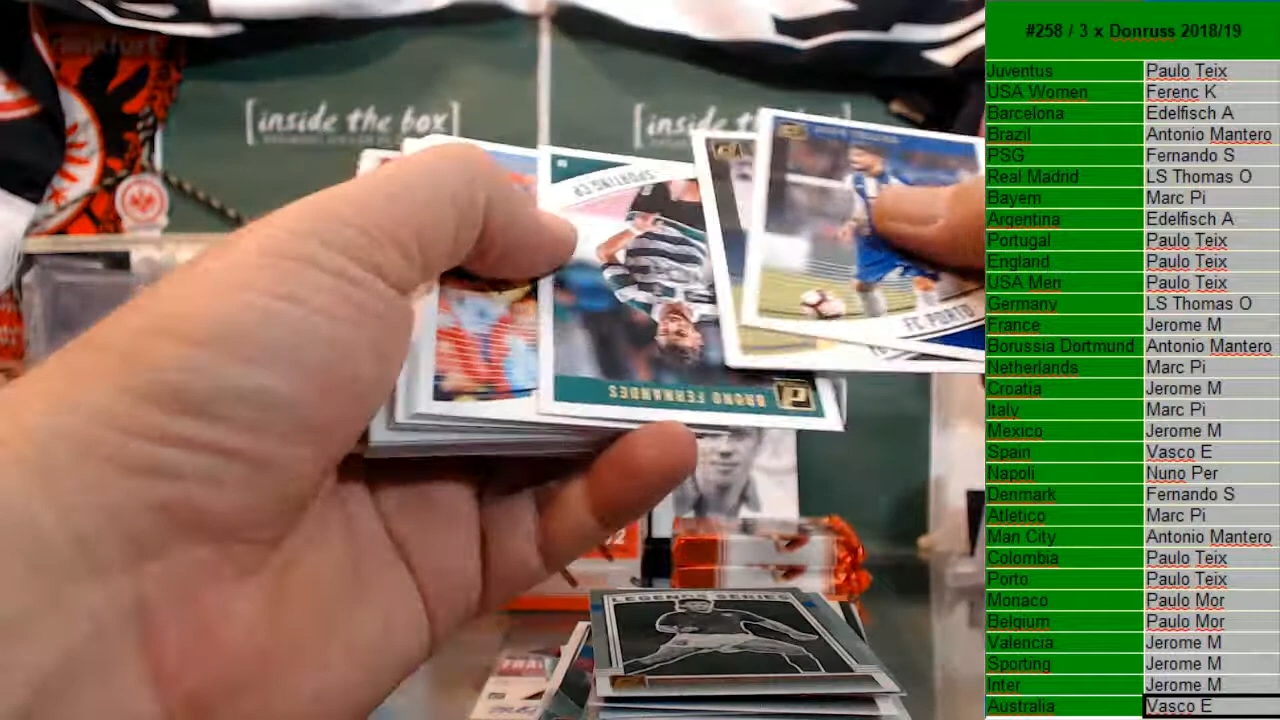 #258 / 3 x Donruss 2018/19
Juventus Paulo Teix
USA Women Ferenc K
Barcelona Edelfisch A
Brazil Antonio Mantero
PSG Fernando S
Real Madrid LS Thomas O
Bayern Marc Pi
Argentina Edelfisch A
Portugal Paulo Teix
England Paulo Teix
USA Men Paulo Teix
Germany LS Thomas O
France Jerome M
Borussia Dortmund Antonio Mantero
Netherlands Marc Pi
Croatia Jerome M
Italy Marc Pi
Mexico Jerome M
Spain Vasco E
Napoli Nuno Per
Denmark Fernando S
Atletico Marc Pi
Man City Antonio Mantero
Colombia Paulo Teix
Porto Paulo Teix
Monaco Paulo Mor
Belgium Paulo Mor
Valencia Jerome M
Sporting Jerome M
Inter Jerome M
Australia Vasco E
[inside the box]
[inside the
SPORTING CP
BRUNO FERNANDES
FC PORTO
LEGENDS SERIES